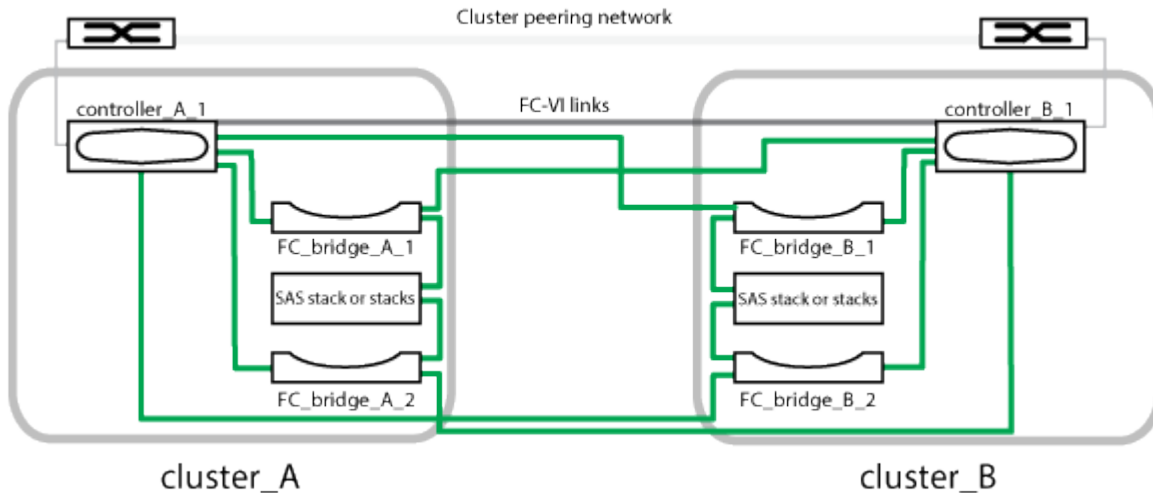 Cluster peering network
controller_A_1
FC-VI links
controller_B_1
FC_bridge_A_1
FC_bridge_B_1
SAS stack or stacks
SAS stack or stacks
FC_bridge_A_2
FC_bridge_B_2
cluster_A
cluster_B